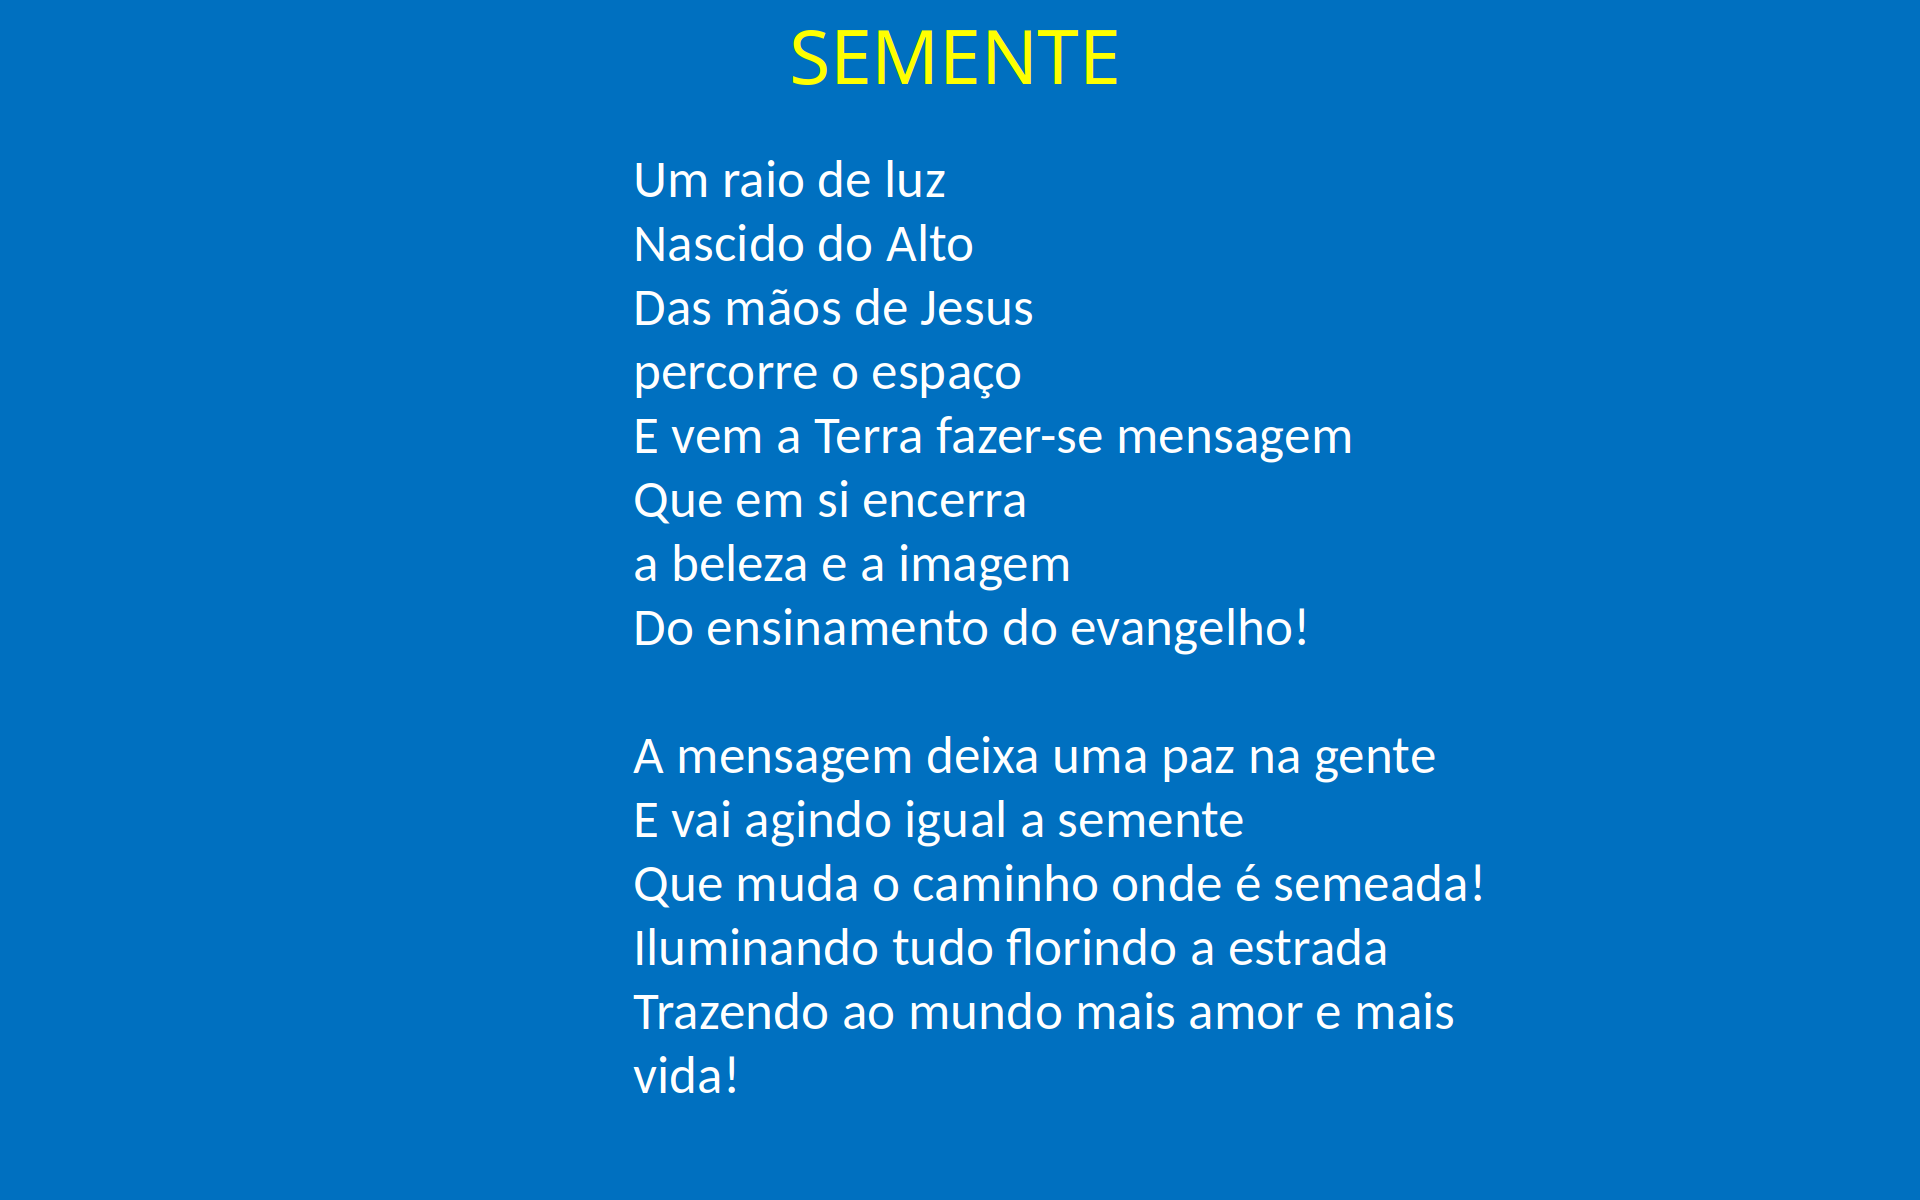 SEMENTE
Um raio de luz
Nascido do Alto
Das mãos de Jesus
percorre o espaço
E vem a Terra fazer-se mensagem
Que em si encerra
a beleza e a imagem
Do ensinamento do evangelho!
A mensagem deixa uma paz na gente
E vai agindo igual a semente
Que muda o caminho onde é semeada!
Iluminando tudo florindo a estrada
Trazendo ao mundo mais amor e mais
vida!